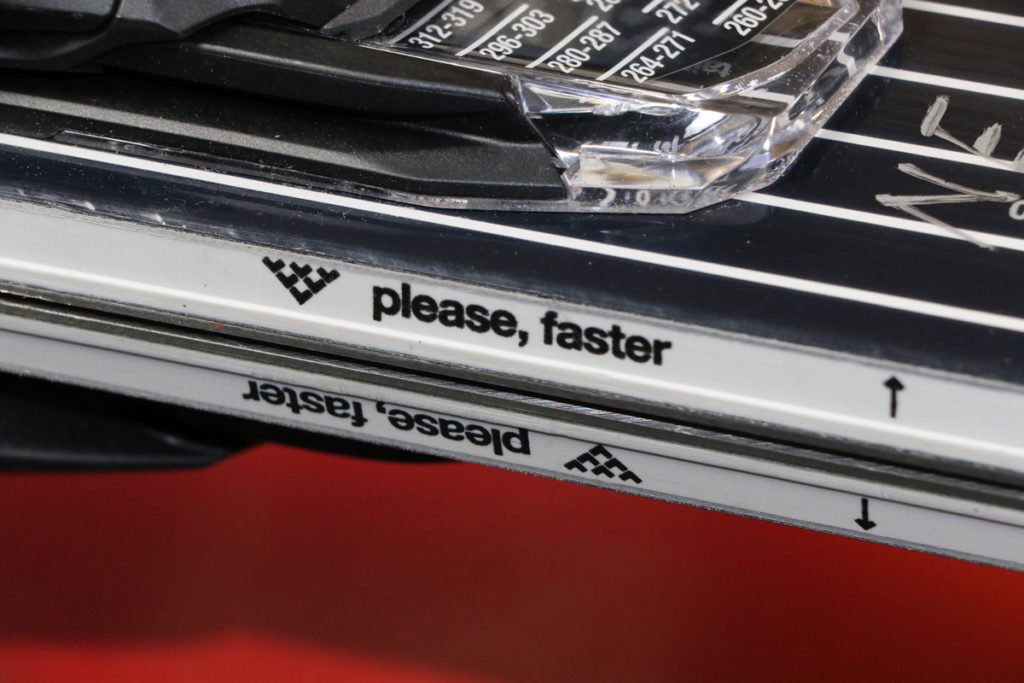 312-319
296-303
280-287
264-271
272
please, faster
please, faster